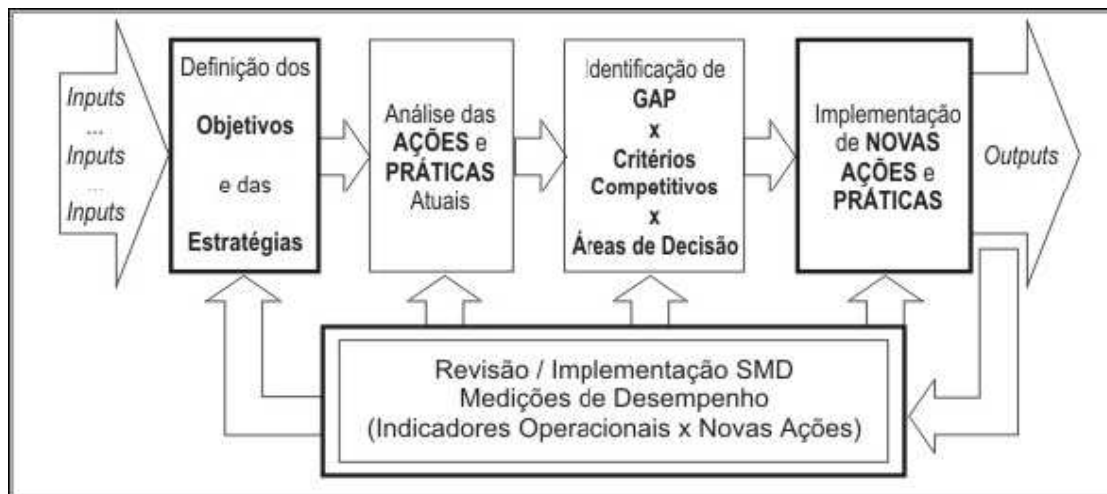 Inputs
...
Inputs
...
Inputs
Definição dos
Objetivos
e das
Estratégias
Análise das
AÇÕES e
PRÁTICAS
Atuais
Identificação de
GAP
x
Critérios
Competitivos
x
Áreas de Decisão
Implementação
de NOVAS
AÇÕES e
PRÁTICAS
Outputs
Revisão / Implementação SMD
Medições de Desempenho
(Indicadores Operacionais x Novas Ações)